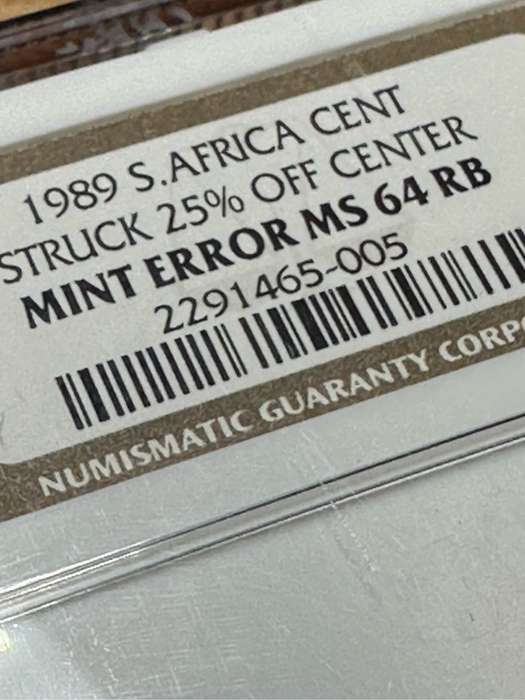 1989 S.AFRICA CENT
STRUCK 25% OFF CENTER
MINT ERROR MS 64 RB
2291465-005
NUMISMATIC GUARANTY